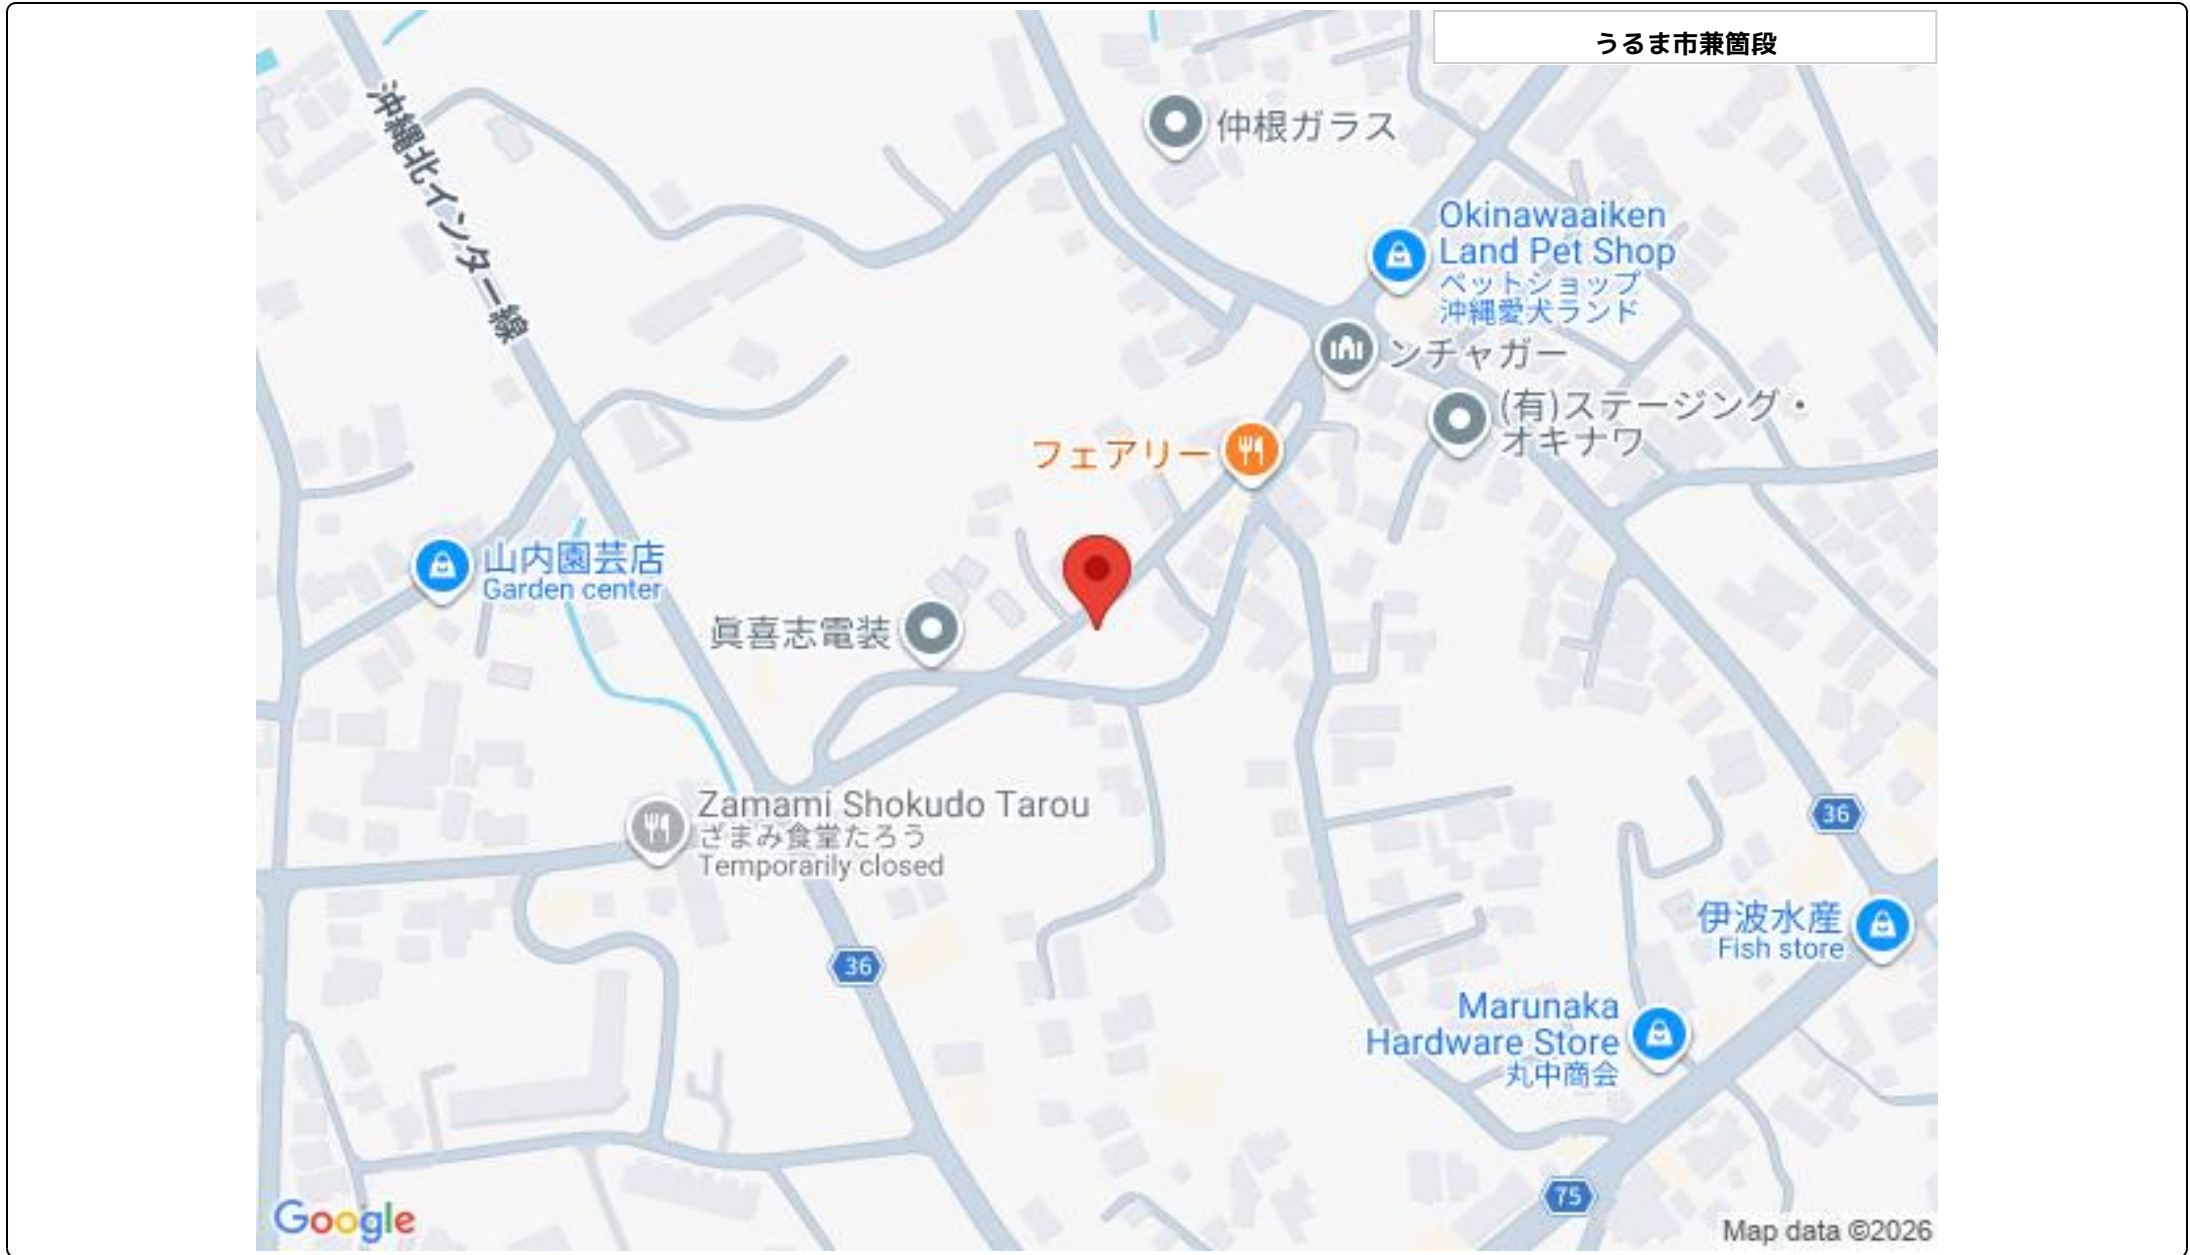 うるま市兼箇段
沖縄北インター線
仲根ガラス
Okinawaaiken
Land Pet Shop
ペットショップ
沖縄愛犬ランド
ンチャガー
(有)ステージング・
オキナワ
フェアリー
山内園芸店
Garden center
眞喜志電装
Zamami Shokudo Tarou
ざまみ食堂たろう
Temporarily closed
36
伊波水産
Fish store
36
Marunaka
Hardware Store
丸中商会
75
Google
Map data ©2026